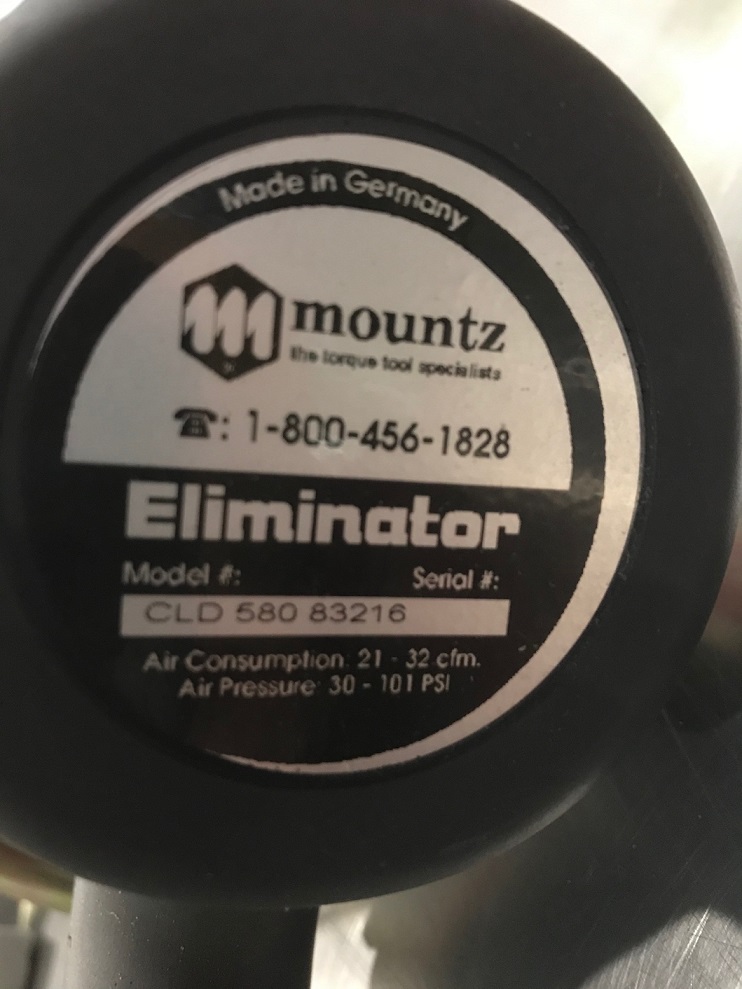 Made in Germany
mountz
the torque tool specialists
☎: 1-800-456-1828
Eliminator
Model #: Serial #:
CLD 580 83216
Air Consumption: 21 - 32 cfm.
Air Pressure: 30 - 101 PSI